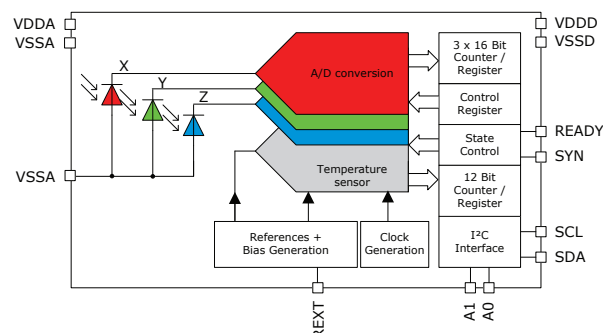 VDDA
VSSA
VDDD
VSSD
X
Y
Z
A/D conversion
3 x 16 Bit
Counter /
Register
Control
Register
State
Control
READY
SYN
VSSA
Temperature
sensor
12 Bit
Counter /
Register
References +
Bias Generation
Clock
Generation
I²C
Interface
SCL
SDA
REXT
A1
A0